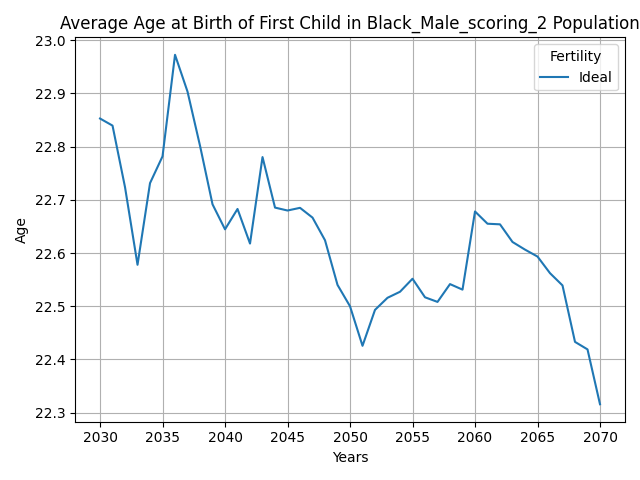 Average Age at Birth of First Child in Black_Male_scoring_2 Population
23.0
22.9
22.8
22.7
22.6
22.5
22.4
22.3
Age
Fertility
Ideal
2030 2035 2040 2045 2050 2055 2060 2065 2070
Years